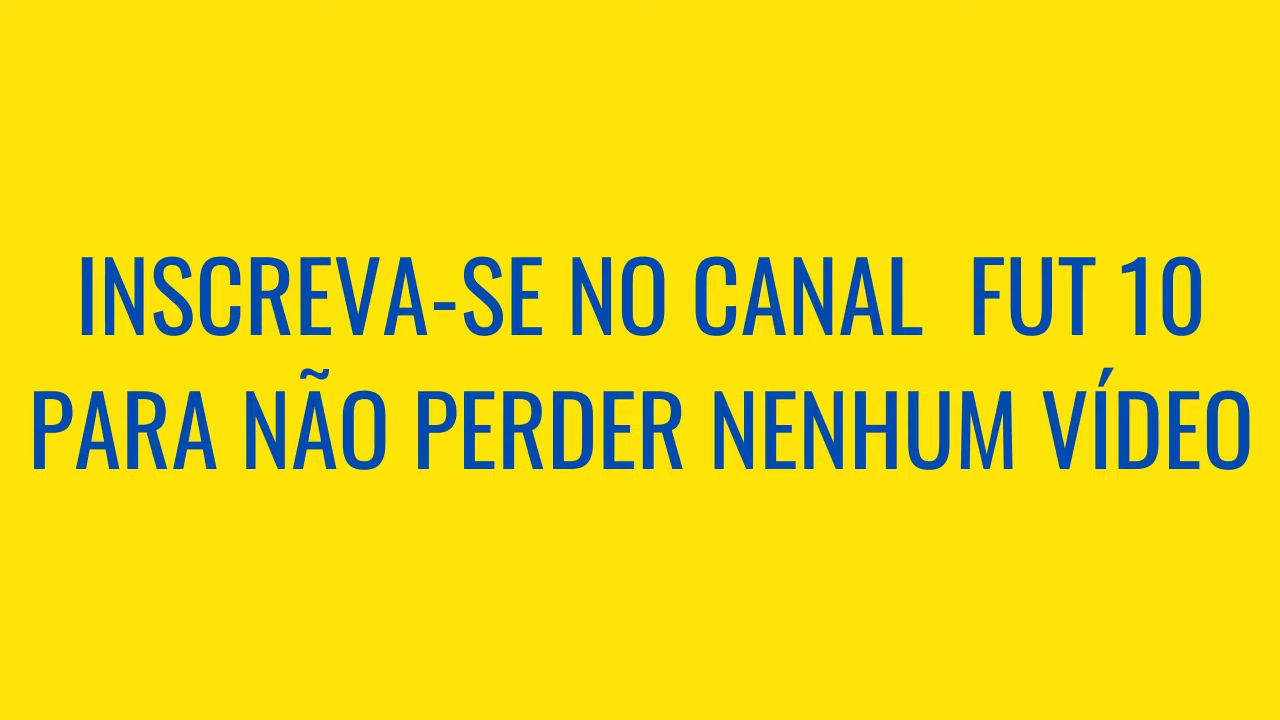 INSCREVA-SE NO CANAL  FUT 10
PARA NÃO PERDER NENHUM VÍDEO